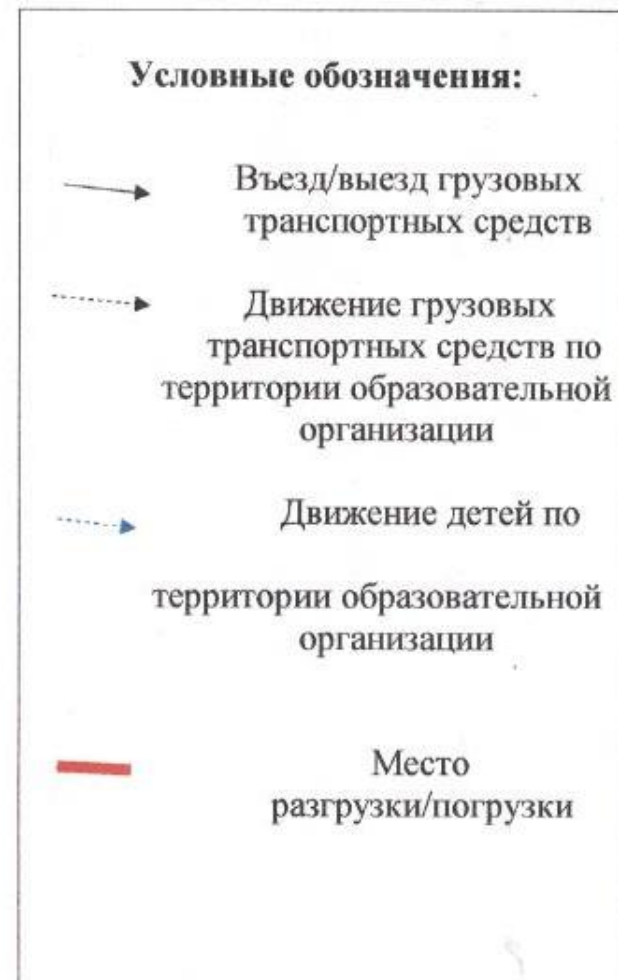 Условные обозначения:
Въезд/выезд грузовых
транспортных средств
Движение грузовых
транспортных средств по
территории образовательной
организации
Движение детей по
территории образовательной
организации
Место
разгрузки/погрузки